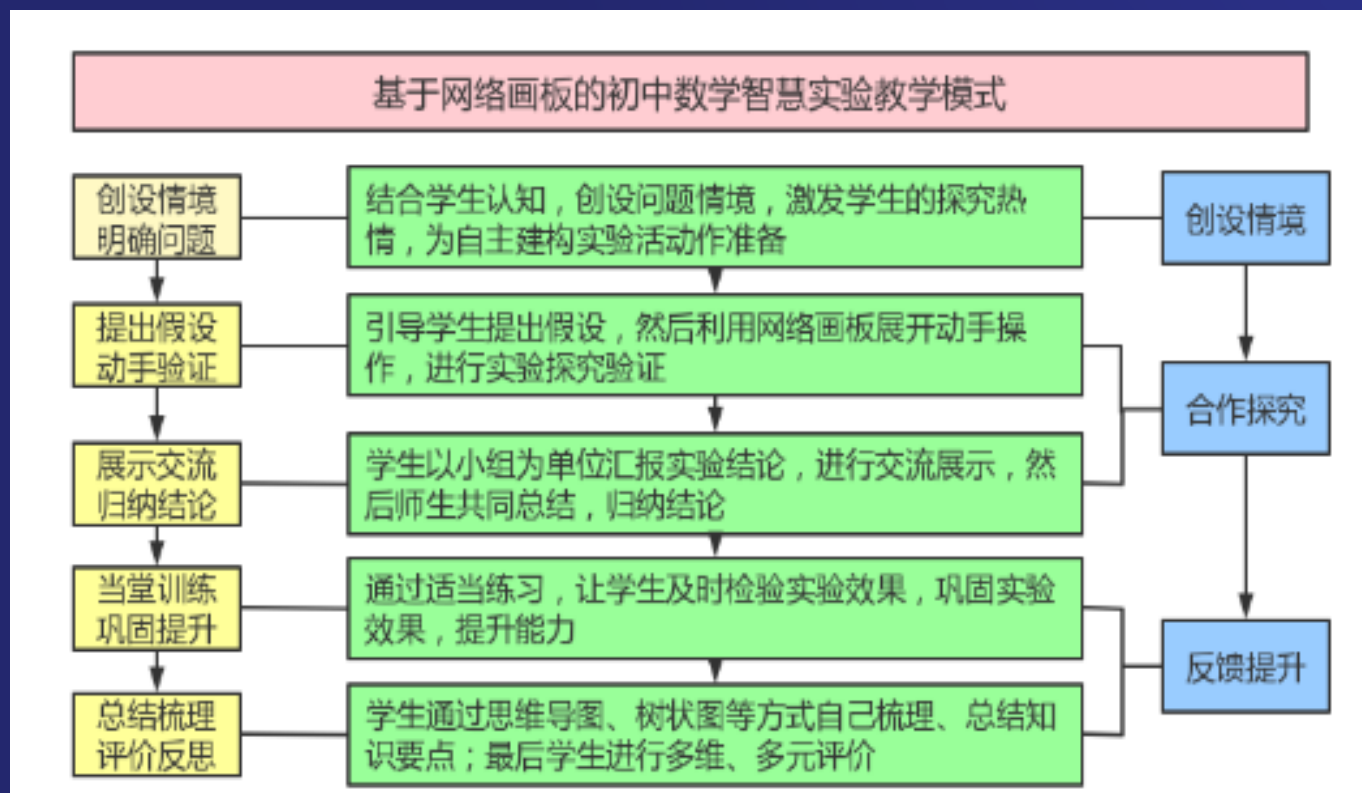 基于网络画板的初中数学智慧实验教学模式
创设情境
明确问题
结合学生认知，创设问题情境，激发学生的探究热
情，为自主建构实验活动作准备
创设情境
提出假设
动手验证
引导学生提出假设，然后利用网络画板展开动手操
作，进行实验探究验证
合作探究
展示交流
归纳结论
学生以小组为单位汇报实验结论，进行交流展示，然
后师生共同总结，归纳结论
当堂训练
巩固提升
通过适当练习，让学生及时检验实验效果，巩固实验
效果，提升能力
反馈提升
总结梳理
评价反思
学生通过思维导图、树状图等方式自己梳理、总结知
识要点；最后学生进行多维、多元评价